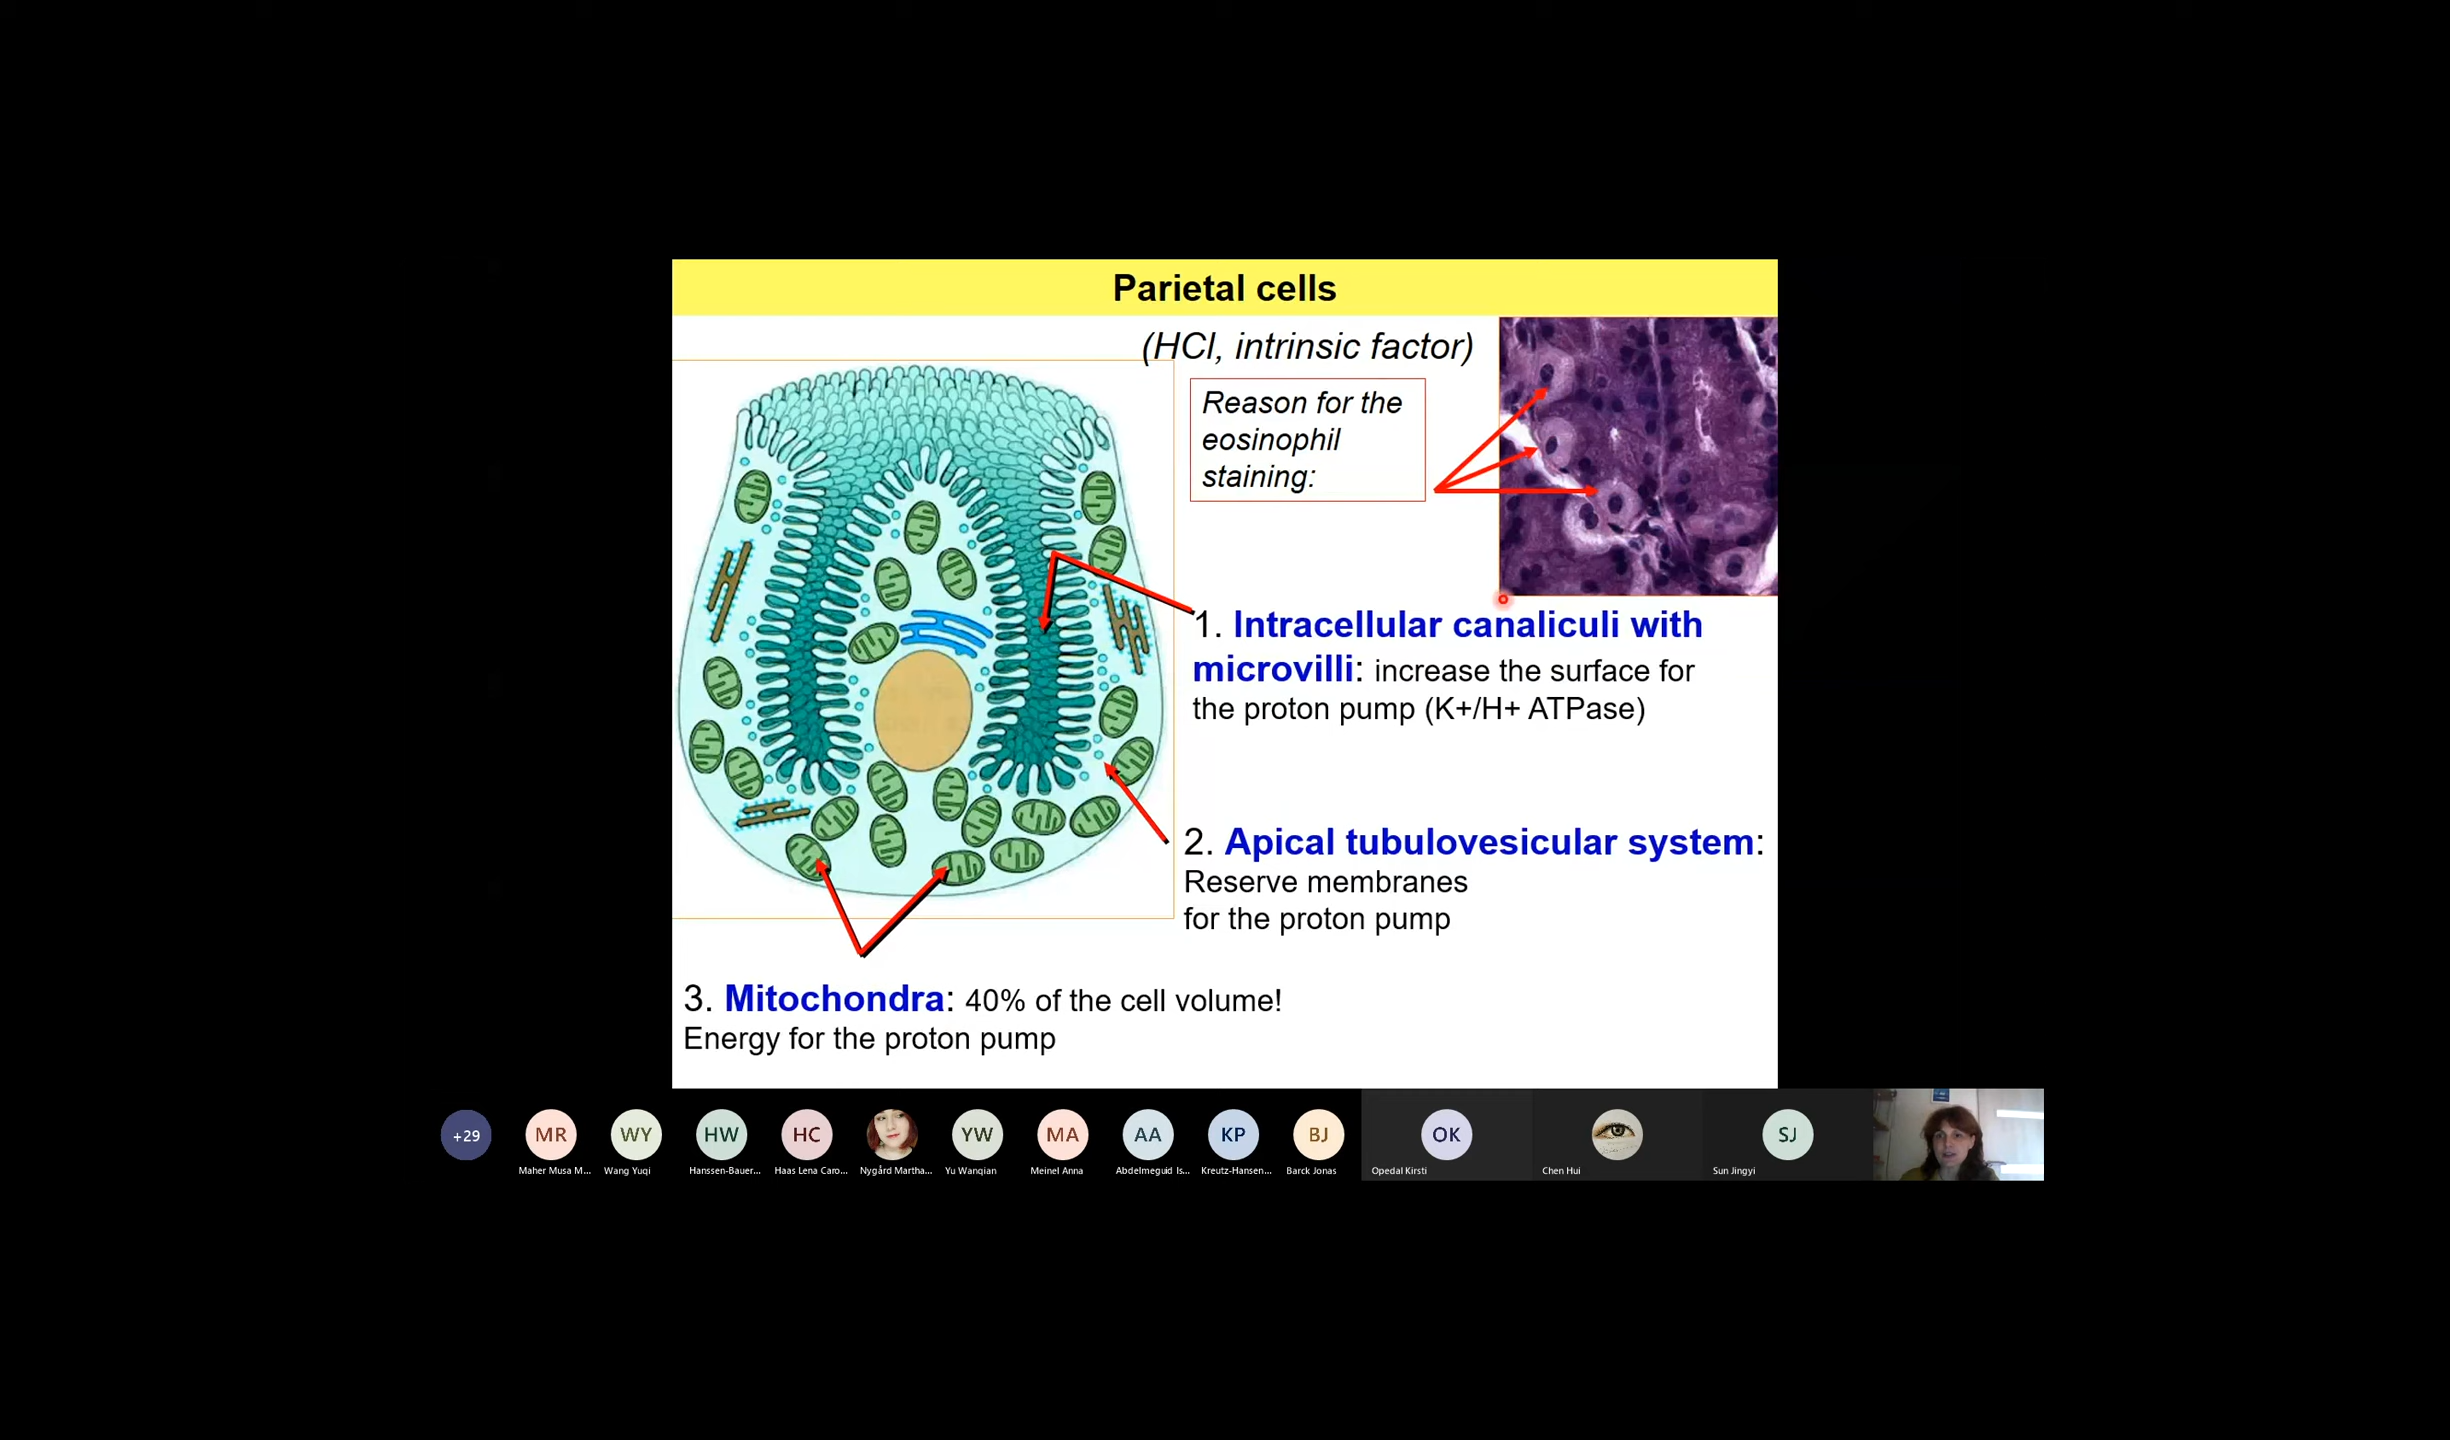 Parietal cells
(HCl, intrinsic factor)
Reason for the
eosinophil
staining:
1. Intracellular canaliculi with
microvilli: increase the surface for
the proton pump (K+/H+ ATPase)
2. Apical tubulovesicular system:
Reserve membranes
for the proton pump
3. Mitochondra: 40% of the cell volume!
Energy for the proton pump
+29
MR
WY
HW
HC
YW
MA
AA
KP
BJ
OK
SJ
Maher Musa M...
Wang Yuqi
Hanssen-Bauer...
Haas Lena Caro...
Nygård Martha...
Yu Wanqian
Meinel Anna
Abdelmeguid Is...
Kreutz-Hansen...
Barck Jonas
Opedal Kirsti
Chen Hui
Sun Jingyi